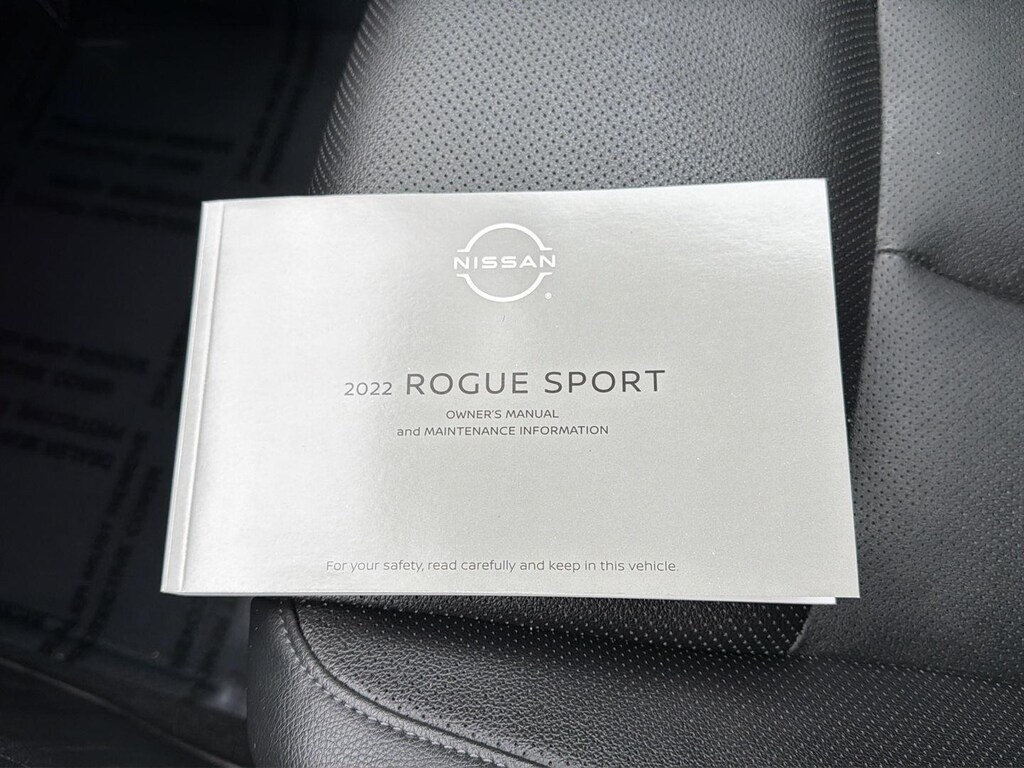 NISSAN
®
2022 ROGUE SPORT
OWNER'S MANUAL
and MAINTENANCE INFORMATION
For your safety, read carefully and keep in this vehicle.